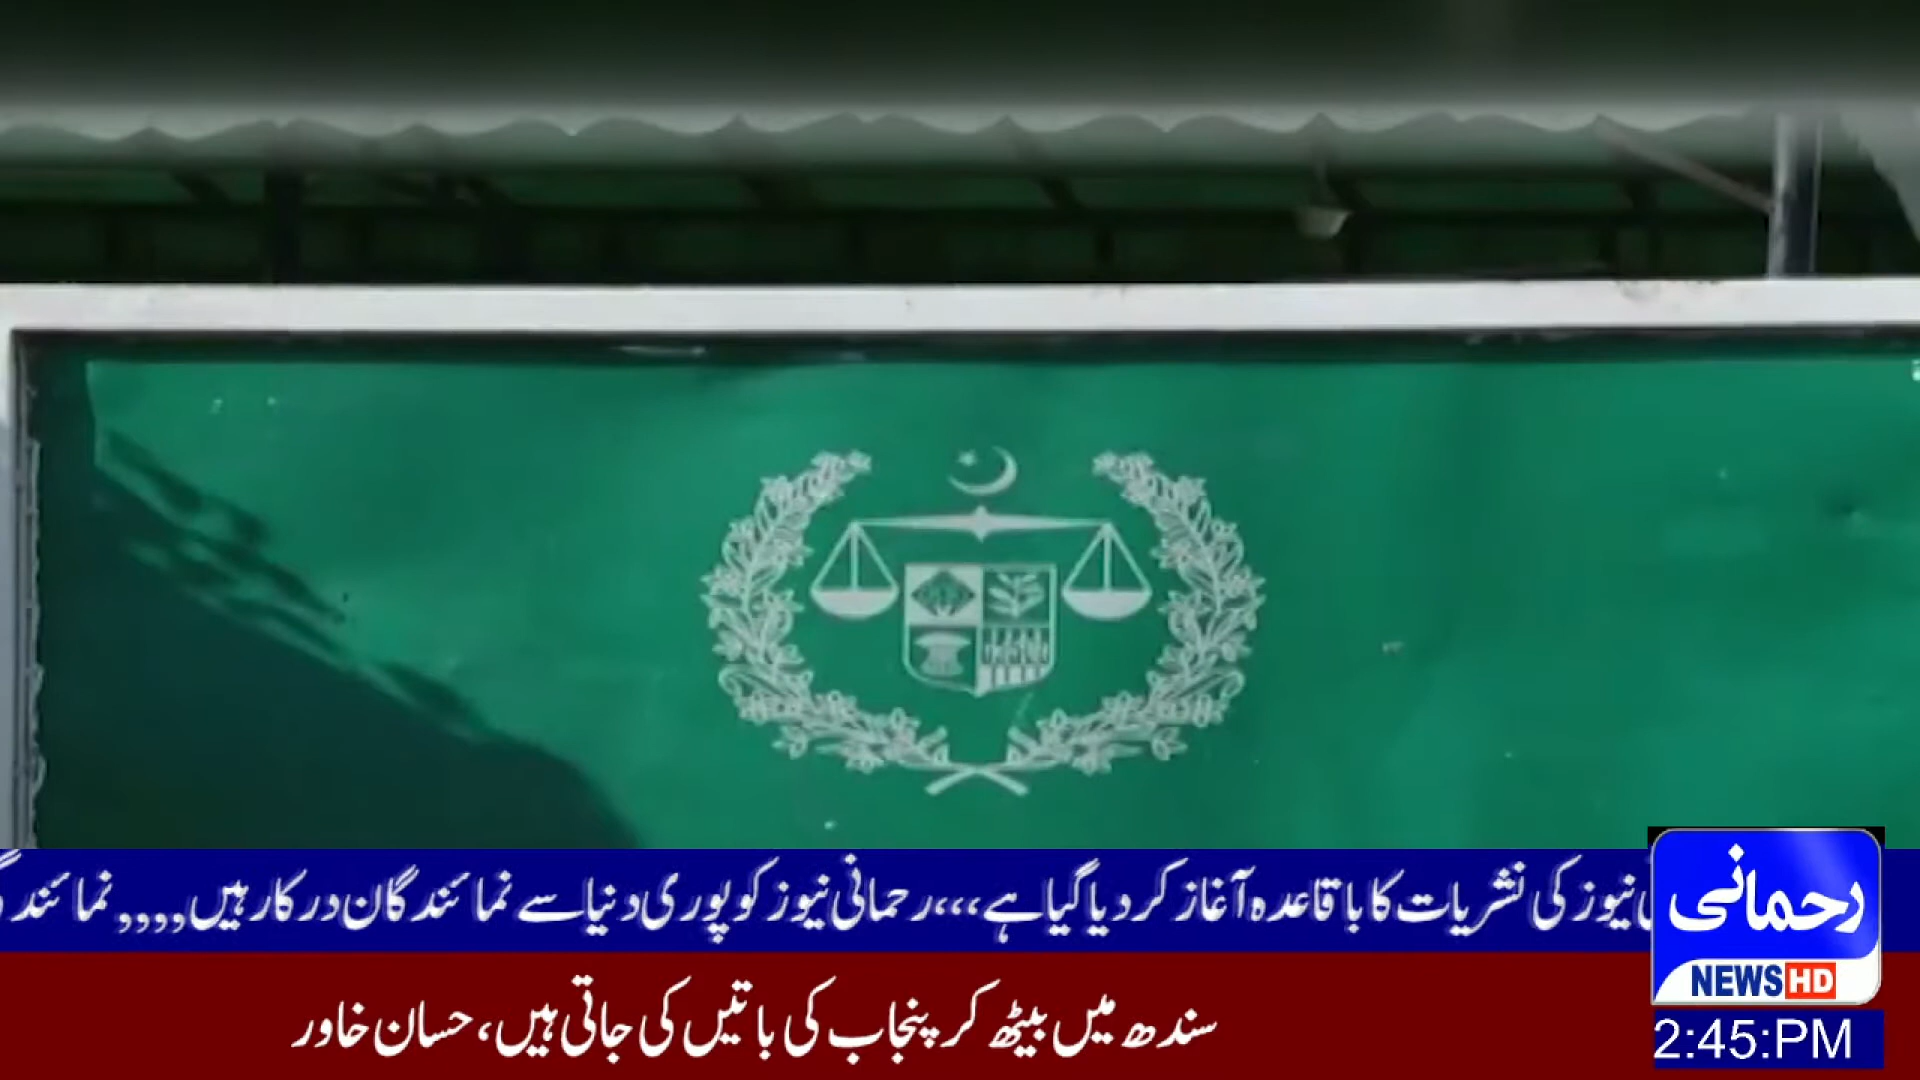 نیوز کی نشریات کا باقاعدہ آغاز کر دیا گیا ہے،،،،رحمانی نیوز کو پوری دنیا سے نمائندگان درکار ہیں,,,,
رحمانی
NEWS HD
سندھ میں بیٹھ کر پنجاب کی باتیں کی جاتی ہیں، حسان خاور
2:45:PM